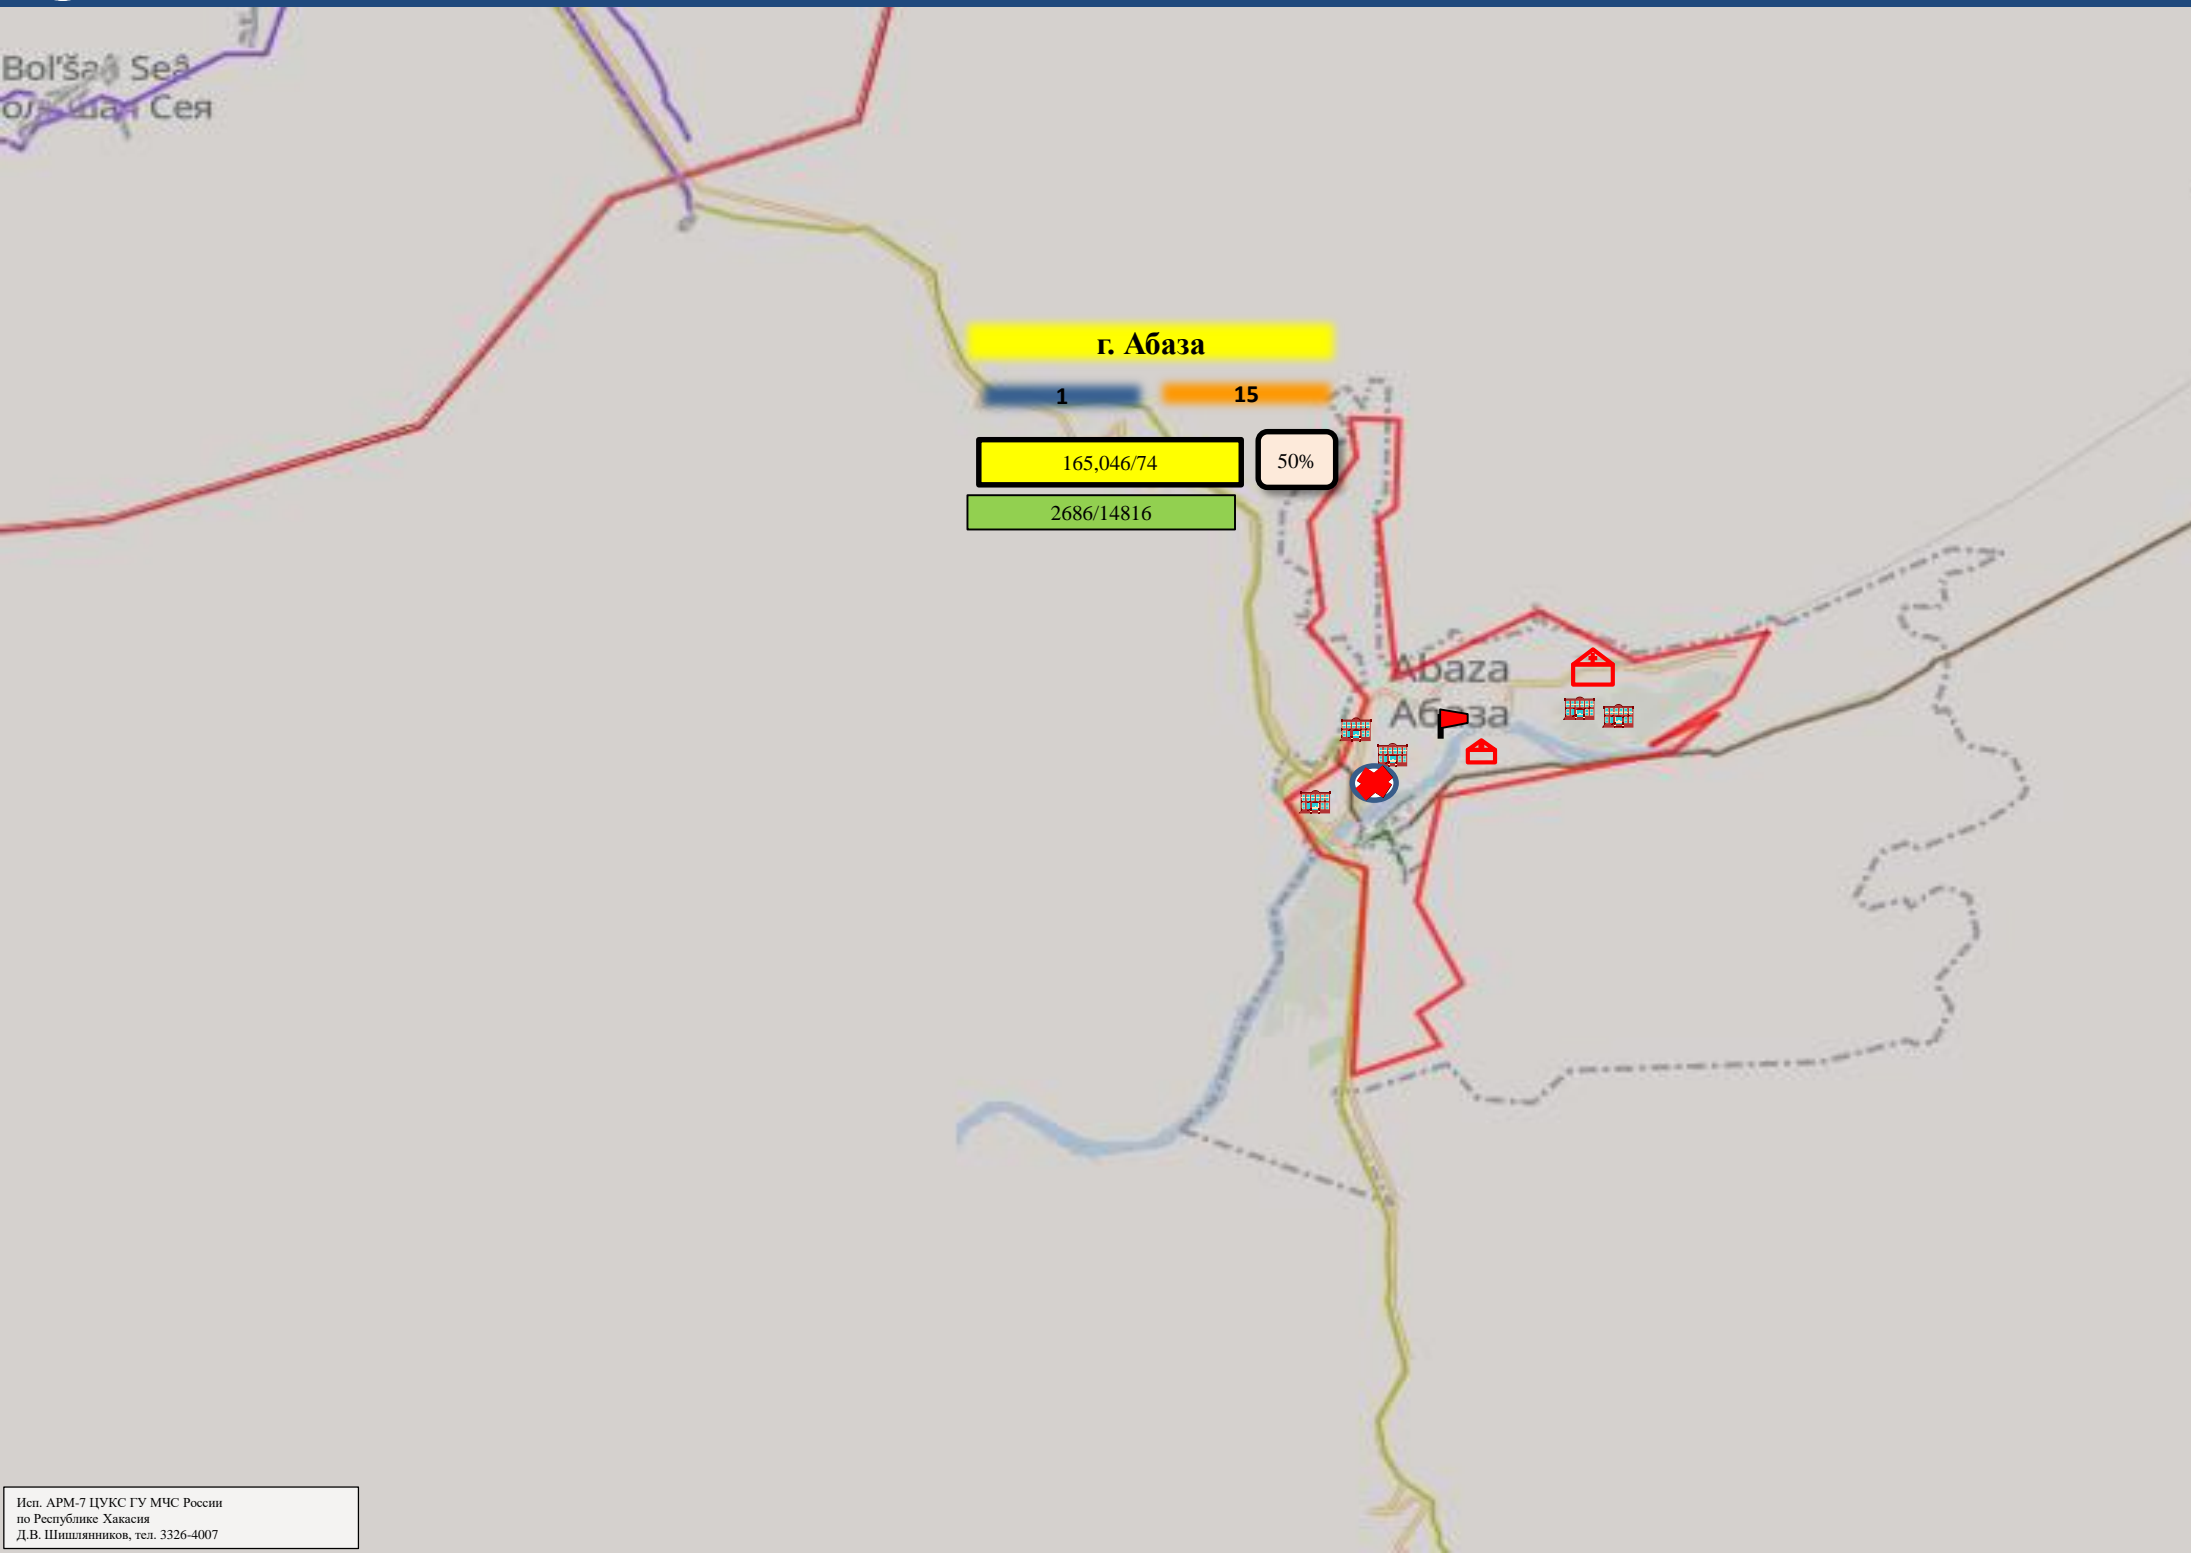 Bol'šaâ Seâ
Большая Сея
г. Абаза
1
15
165,046/74
50%
2686/14816
Abaza
Абаза
Исп. АРМ-7 ЦУКС ГУ МЧС России
по Республике Хакасия
Д.В. Шишлянников, тел. 3326-4007